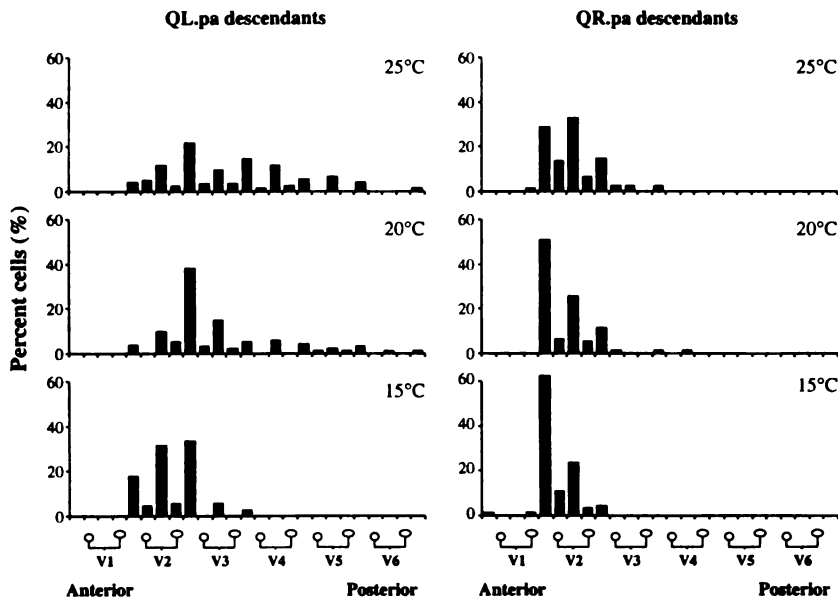 QL.pa descendants
QR.pa descendants
Percent cells (%)
60
40
20
0
25°C
60
40
20
0
20°C
60
40
20
0
15°C
V1 V2 V3 V4 V5 V6
Anterior Posterior
60
40
20
0
25°C
60
40
20
0
20°C
60
40
20
0
15°C
V1 V2 V3 V4 V5 V6
Anterior Posterior